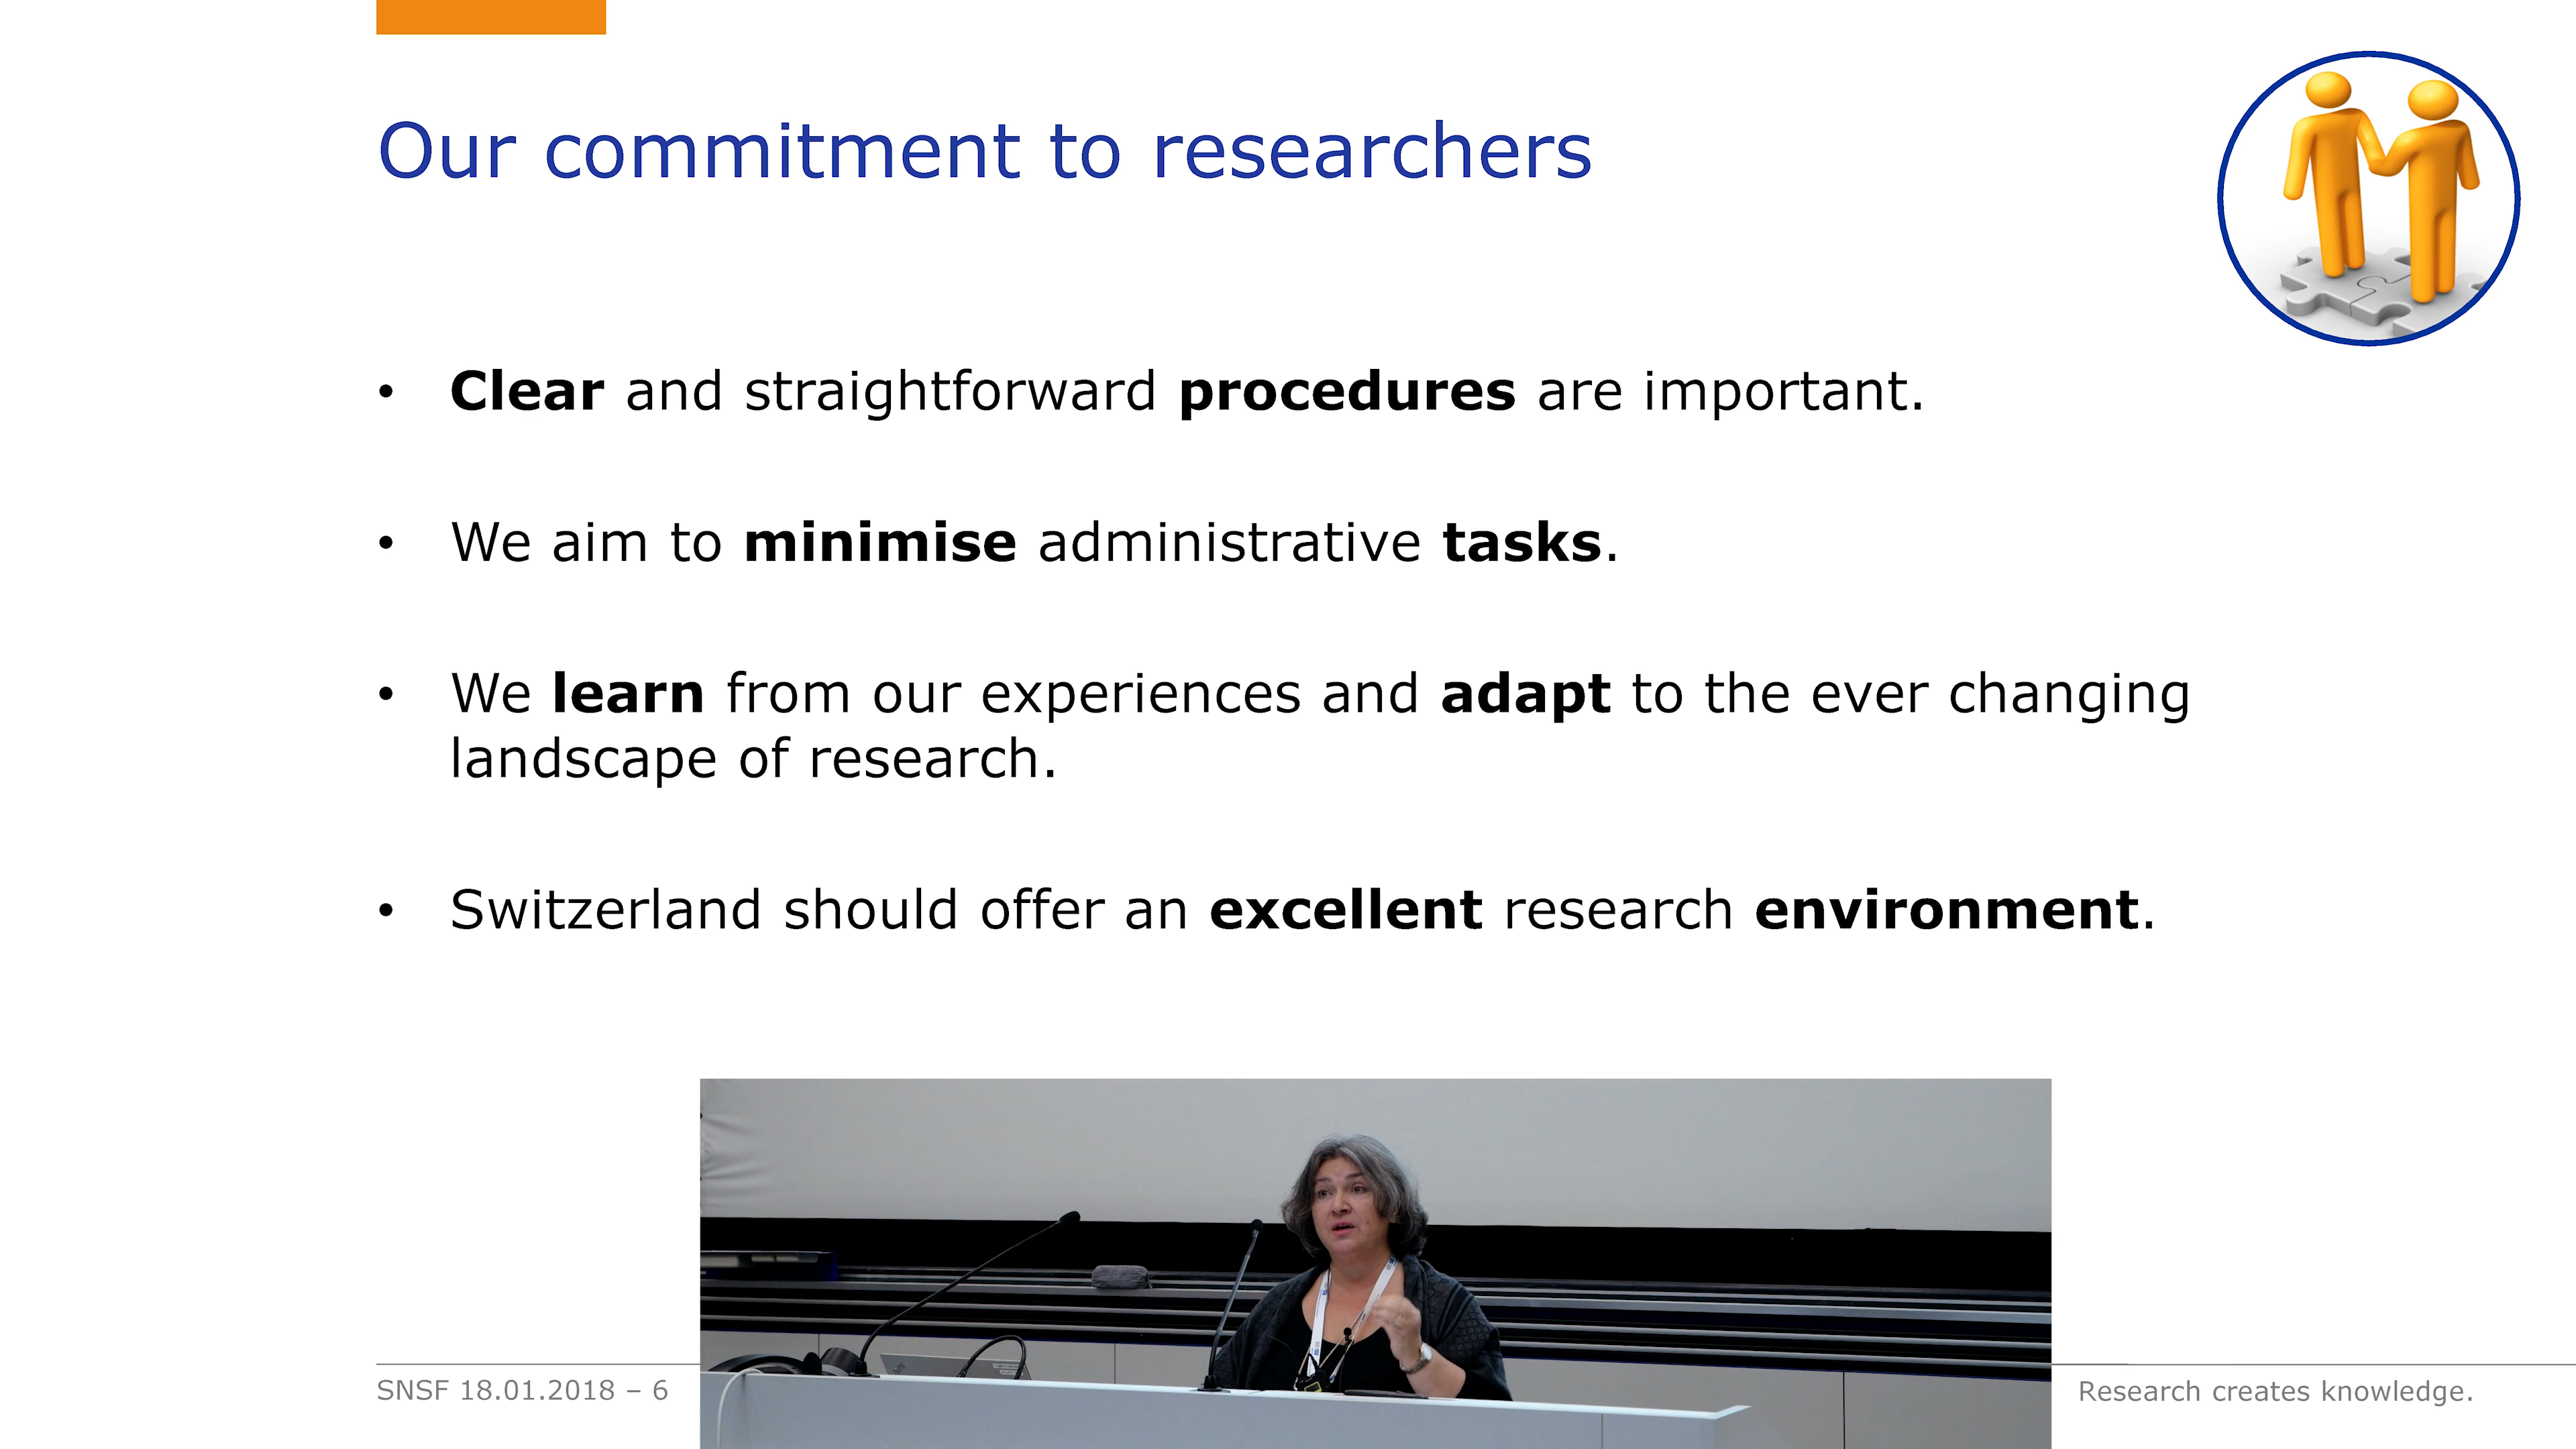 Our commitment to researchers
• Clear and straightforward procedures are important.
• We aim to minimise administrative tasks.
• We learn from our experiences and adapt to the ever changing
landscape of research.
• Switzerland should offer an excellent research environment.
SNSF 18.01.2018 – 6
Research creates knowledge.